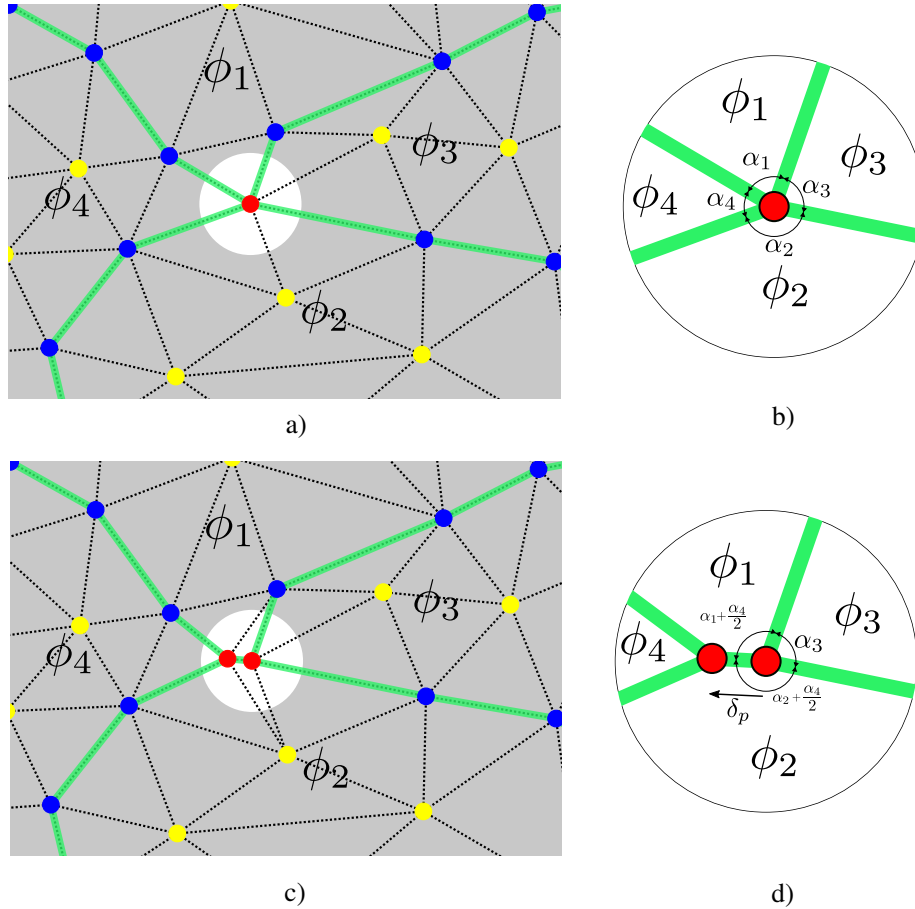 ϕ₁
ϕ₃
ϕ₄
ϕ₂
a)
ϕ₁
ϕ₃
ϕ₄
ϕ₂
α₁
α₃
α₄
α₂
b)
ϕ₁
ϕ₃
ϕ₄
ϕ₂
c)
ϕ₁
ϕ₃
ϕ₄
ϕ₂
α₁+α₄/2
α₃
α₂+α₄/2
δₚ
d)